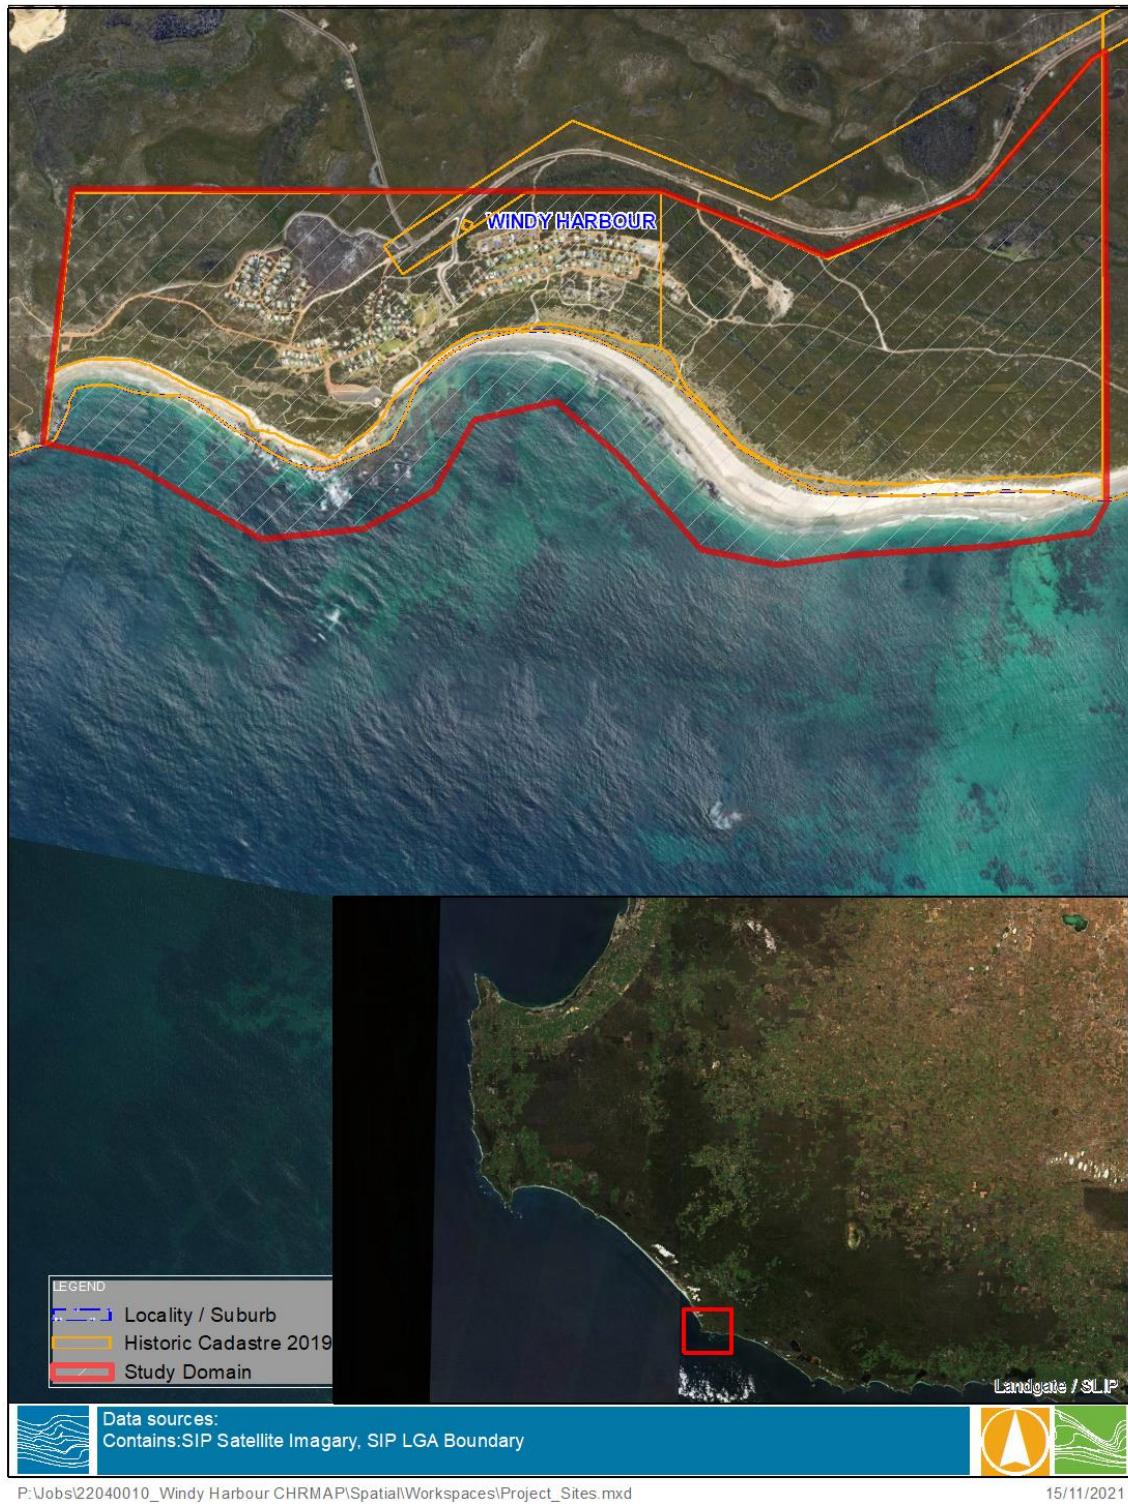 WINDY HARBOUR
LEGEND
Locality / Suburb
Historic Cadastre 2019
Study Domain
Landgate / SLIP
Data sources:
Contains:SIP Satellite Imagary, SIP LGA Boundary
P:\Jobs\22040010_Windy Harbour CHRMAP\Spatial\Workspaces\Project_Sites.mxd
15/11/2021